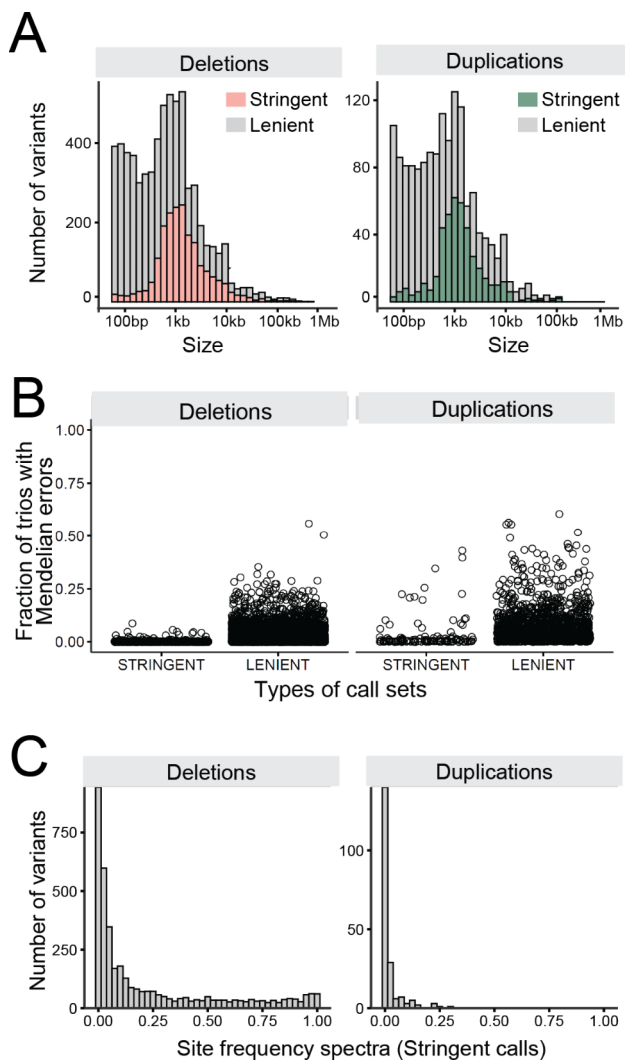 A
Deletions
Duplications
Number of variants
400
200
0
Stringent
Lenient
100bp
1kb
10kb
100kb
1Mb
Size
120
80
40
0
Stringent
Lenient
100bp
1kb
10kb
100kb
1Mb
Size
B
Deletions
Duplications
Fraction of trios with
Mendelian errors
1.00
0.75
0.50
0.25
0.00
STRINGENT
LENIENT
STRINGENT
LENIENT
Types of call sets
C
Deletions
Duplications
Number of variants
750
500
250
0
0.00
0.25
0.50
0.75
1.00
100
50
0
0.00
0.25
0.50
0.75
1.00
Site frequency spectra (Stringent calls)